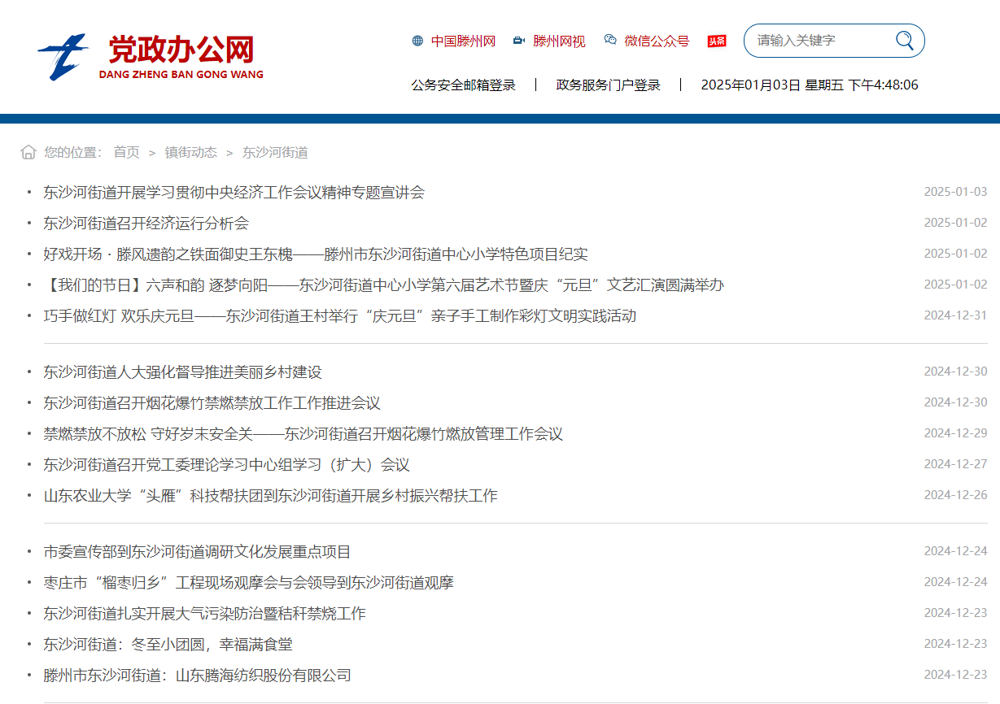 党政办公网
DANG ZHENG BAN GONG WANG
中国滕州网 滕州网视 微信公众号 头条 请输入关键字
公务安全邮箱登录 | 政务服务门户登录 | 2025年01月03日 星期五 下午4:48:06
您的位置： 首页 > 镇街动态 > 东沙河街道
· 东沙河街道开展学习贯彻中央经济工作会议精神专题宣讲会 2025-01-03
· 东沙河街道召开经济运行分析会 2025-01-02
· 好戏开场·滕风遗韵之铁面御史王东槐——滕州市东沙河街道中心小学特色项目纪实 2025-01-02
· 【我们的节日】六声和韵 逐梦向阳——东沙河街道中心小学第六届艺术节暨庆“元旦”文艺汇演圆满举办 2025-01-02
· 巧手做红灯 欢乐庆元旦——东沙河街道王村举行“庆元旦”亲子手工制作彩灯文明实践活动 2024-12-31
· 东沙河街道人大强化督导推进美丽乡村建设 2024-12-30
· 东沙河街道召开烟花爆竹禁燃禁放工作工作推进会议 2024-12-30
· 禁燃禁放不放松 守好岁末安全关——东沙河街道召开烟花爆竹燃放管理工作会议 2024-12-29
· 东沙河街道召开党工委理论学习中心组学习（扩大）会议 2024-12-27
· 山东农业大学“头雁”科技帮扶团到东沙河街道开展乡村振兴帮扶工作 2024-12-26
· 市委宣传部到东沙河街道调研文化发展重点项目 2024-12-24
· 枣庄市“榴枣归乡”工程现场观摩会与会领导到东沙河街道观摩 2024-12-24
· 东沙河街道扎实开展大气污染防治暨秸秆禁烧工作 2024-12-23
· 东沙河街道：冬至小团圆，幸福满食堂 2024-12-23
· 滕州市东沙河街道：山东腾海纺织股份有限公司 2024-12-23